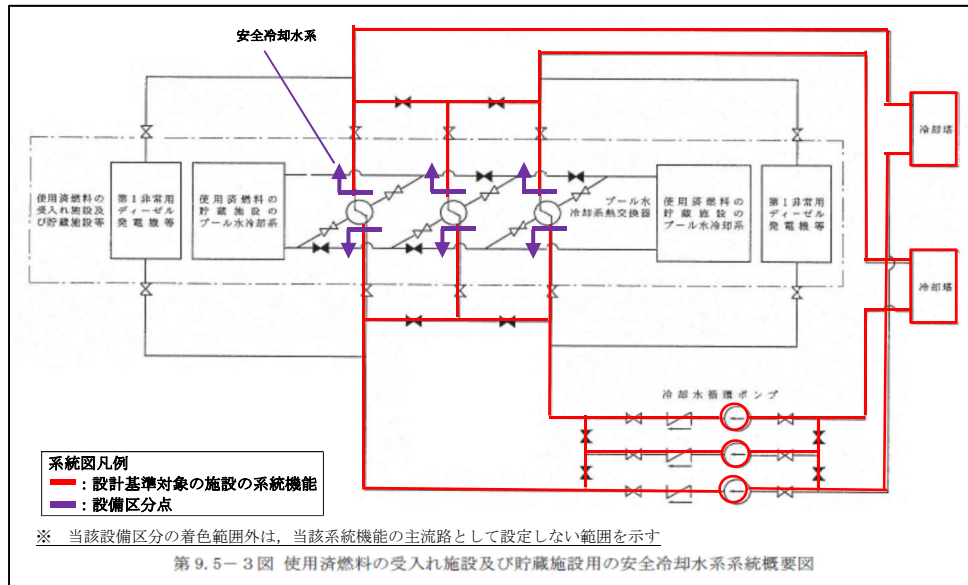 安全冷却水系
冷却塔
使用済燃料の
受入れ施設及
び貯蔵施設等
第1非常用
ディーゼル
発電機等
使用済燃料の
貯蔵施設の
プール水冷却系
プール水
冷却系熱交換器
使用済燃料の
貯蔵施設の
プール水冷却系
第1非常用
ディーゼル
発電機等
冷却塔
冷却水循環ポンプ
系統図凡例
：設計基準対象の施設の系統機能
：設備区分点
※ 当該設備区分の着色範囲外は，当該系統機能の主流路として設定しない範囲を示す
第9.5－3図 使用済燃料の受入れ施設及び貯蔵施設用の安全冷却水系系統概要図